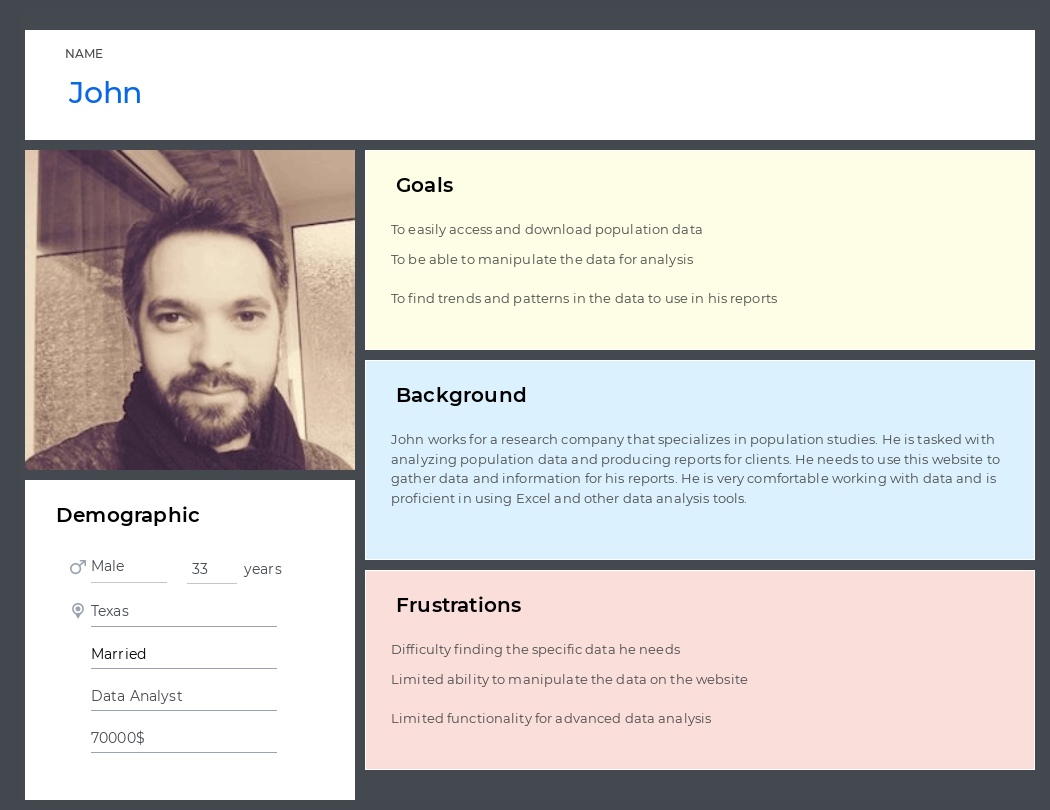 NAME
John
Goals
To easily access and download population data
To be able to manipulate the data for analysis
To find trends and patterns in the data to use in his reports
Background
John works for a research company that specializes in population studies. He is tasked with
analyzing population data and producing reports for clients. He needs to use this website to
gather data and information for his reports. He is very comfortable working with data and is
proficient in using Excel and other data analysis tools.
Demographic
Male 33 years
Texas
Married
Data Analyst
70000$
Frustrations
Difficulty finding the specific data he needs
Limited ability to manipulate the data on the website
Limited functionality for advanced data analysis